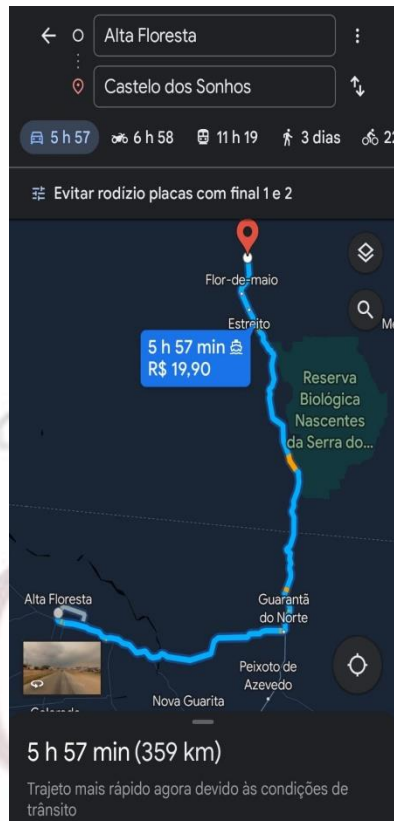 Alta Floresta
Castelo dos Sonhos
5 h 57 6 h 58 11 h 19 3 dias 22
Evitar rodízio placas com final 1 e 2
Flor-de-maio
Estreito
5 h 57 min
R$ 19,90
Reserva
Biológica
Nascentes
da Serra do...
Alta Floresta
Guarantã
do Norte
Peixoto de
Azevedo
Nova Guarita
5 h 57 min (359 km)
Trajeto mais rápido agora devido às condições de
trânsito